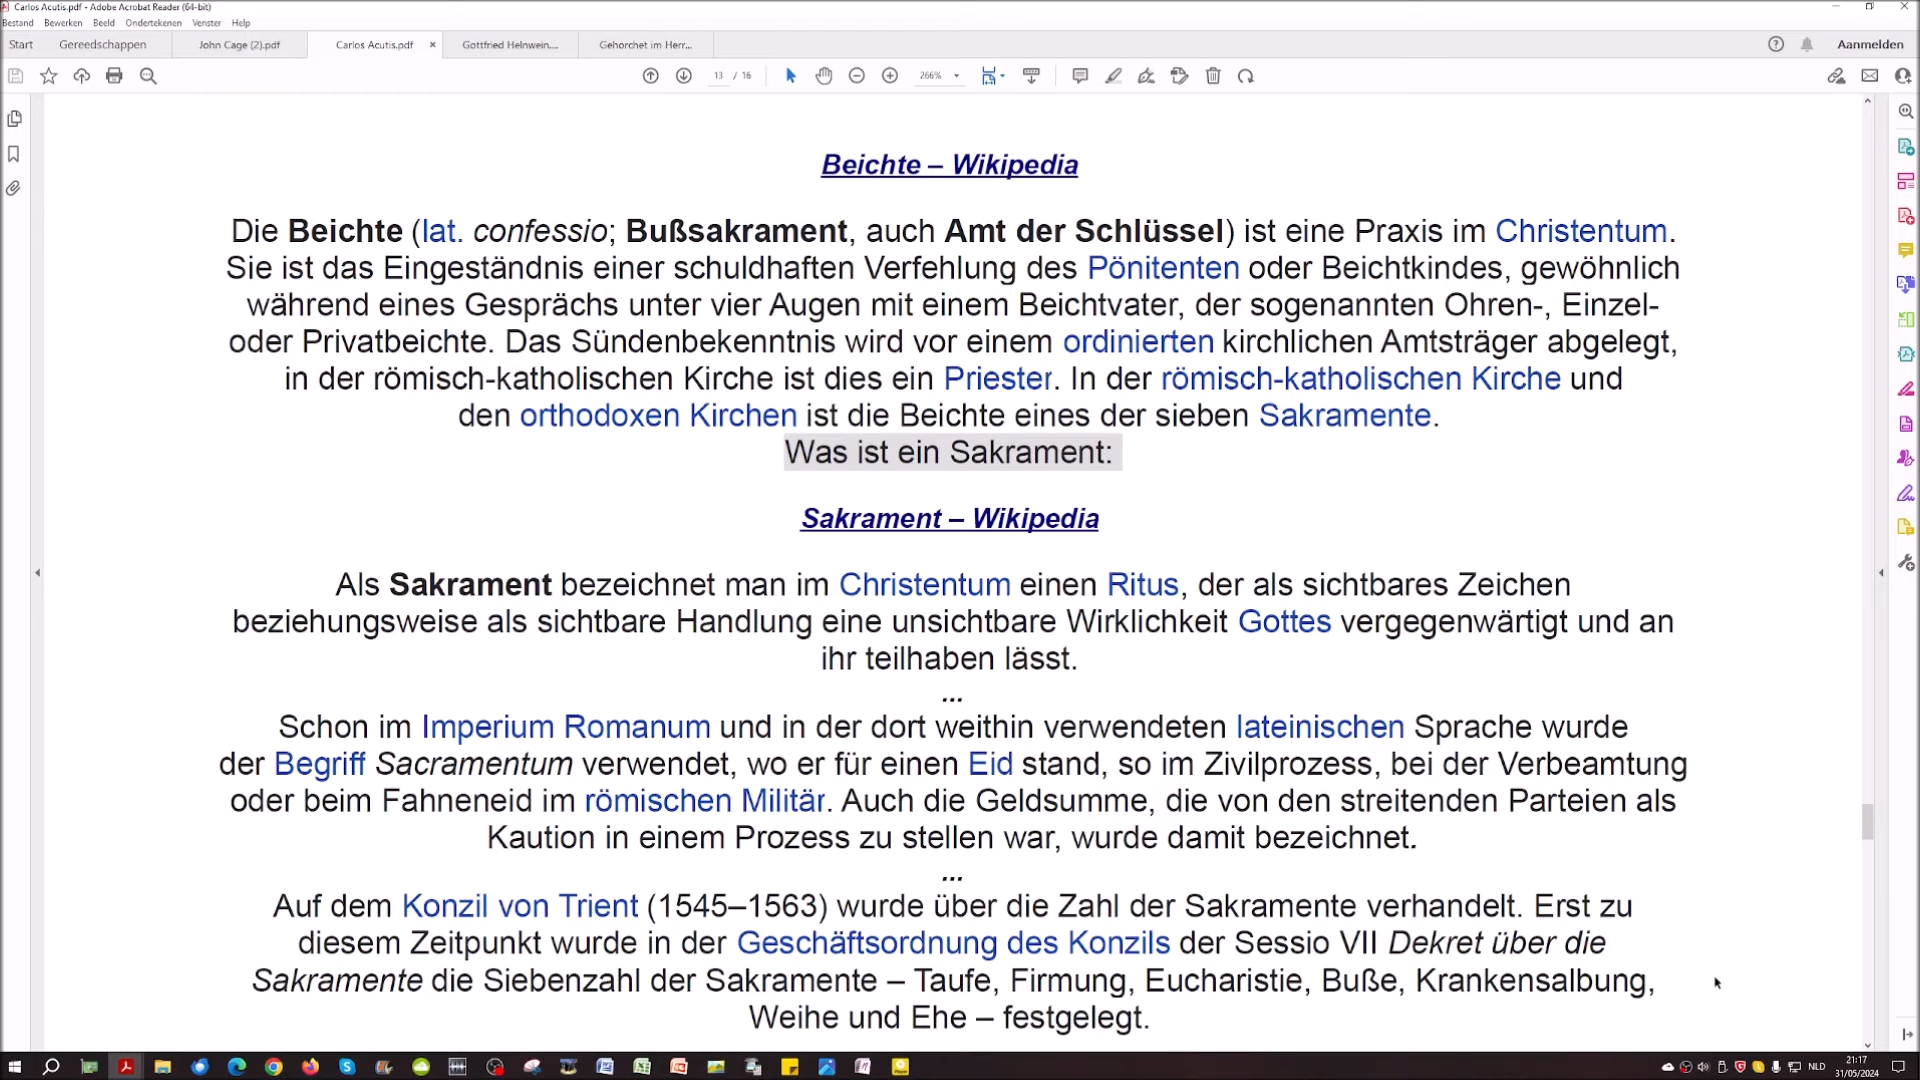 Carlos Acutis.pdf - Adobe Acrobat Reader (64-bit)
Bestand Bewerken Beeld Ondertekenen Venster Help
Start Gereedschappen John Cage (2).pdf Carlos Acutis.pdf × Gottfried Helnwein.... Gehorchet im Herr... Aanmelden
13 / 16 266%
Beichte – Wikipedia
Die Beichte (lat. confessio; Bußsakrament, auch Amt der Schlüssel) ist eine Praxis im Christentum.
Sie ist das Eingeständnis einer schuldhaften Verfehlung des Pönitenten oder Beichtkindes, gewöhnlich
während eines Gesprächs unter vier Augen mit einem Beichtvater, der sogenannten Ohren-, Einzel-
oder Privatbeichte. Das Sündenbekenntnis wird vor einem ordinierten kirchlichen Amtsträger abgelegt,
in der römisch-katholischen Kirche ist dies ein Priester. In der römisch-katholischen Kirche und
den orthodoxen Kirchen ist die Beichte eines der sieben Sakramente.
Was ist ein Sakrament:
Sakrament – Wikipedia
Als Sakrament bezeichnet man im Christentum einen Ritus, der als sichtbares Zeichen
beziehungsweise als sichtbare Handlung eine unsichtbare Wirklichkeit Gottes vergegenwärtigt und an
ihr teilhaben lässt.
...
Schon im Imperium Romanum und in der dort weithin verwendeten lateinischen Sprache wurde
der Begriff Sacramentum verwendet, wo er für einen Eid stand, so im Zivilprozess, bei der Verbeamtung
oder beim Fahneneid im römischen Militär. Auch die Geldsumme, die von den streitenden Parteien als
Kaution in einem Prozess zu stellen war, wurde damit bezeichnet.
...
Auf dem Konzil von Trient (1545–1563) wurde über die Zahl der Sakramente verhandelt. Erst zu
diesem Zeitpunkt wurde in der Geschäftsordnung des Konzils der Sessio VII Dekret über die
Sakramente die Siebenzahl der Sakramente – Taufe, Firmung, Eucharistie, Buße, Krankensalbung,
Weihe und Ehe – festgelegt.
NLD 21:17
31/05/2024